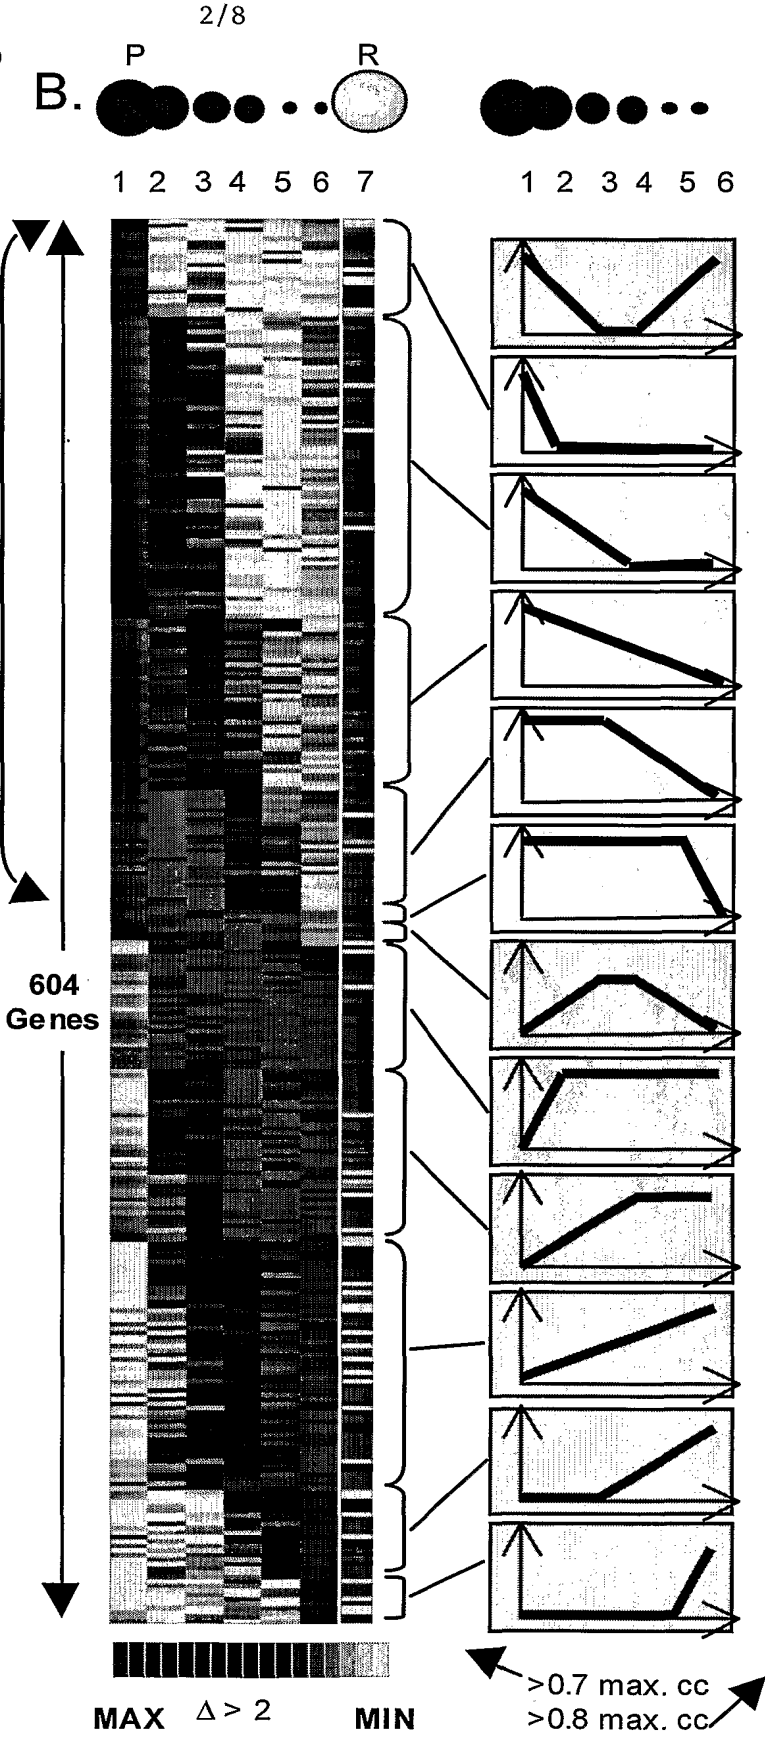 2/8
P R
B.
1 2 3 4 5 6 7 1 2 3 4 5 6
604
Genes
MAX Δ > 2 MIN
>0.7 max. cc
>0.8 max. cc